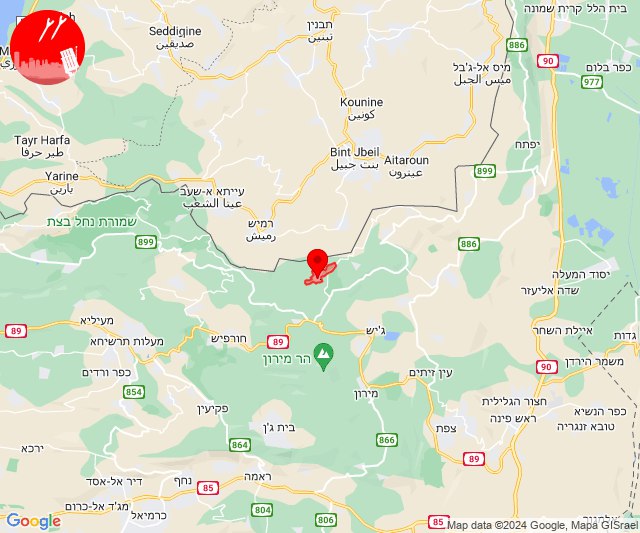 Seddiqine
صديقين
תבנין
تبنين
בית הלל
קרית שמונה
886
90
כפר בלום
977
מיס אל-ג'בל
ميس الجبل
Kounine
כונין
Tayr Harfa
طير حرفا
Bint Jbeil
بنت جبيل
Aitaroun
عيترون
יפתח
899
Yarine
يارين
עייתא א-שעב
عيتا الشعب
רמיש
رميش
שמורת נחל בצת
899
886
יסוד המעלה
שדה אליעזר
89
מעיליא
מעלות תרשיחא
חורפיש
89
ג'יש
איילת השחר
גדות
הר מירון
כפר ורדים
854
עין זיתים
90
משמר הירדן
מירון
פקיעין
חצור הגלילית
ראש פינה
כפר הנשיא
טובא זנגריה
בית ג'ן
צפת
ירכא
864
866
89
ראמה
דיר אל-אסד
נחף
85
מג'ד אל-כרום
כרמיאל
804
806
85
Google
Map data ©2024 Google, Mapa GISrael